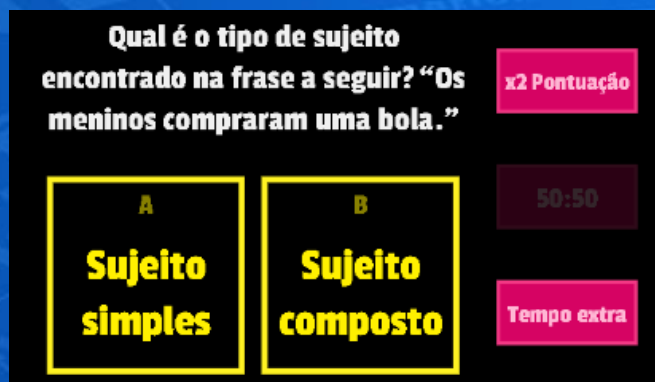 Qual é o tipo de sujeito
encontrado na frase a seguir? “Os
meninos compraram uma bola.”
x2 Pontuação
50:50
Tempo extra
A
Sujeito
simples
B
Sujeito
composto